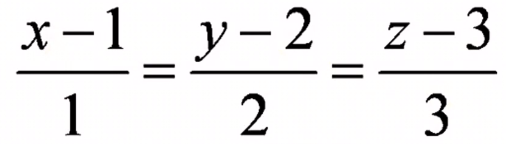 x − 1 / 1 = y − 2 / 2 = z − 3 / 3